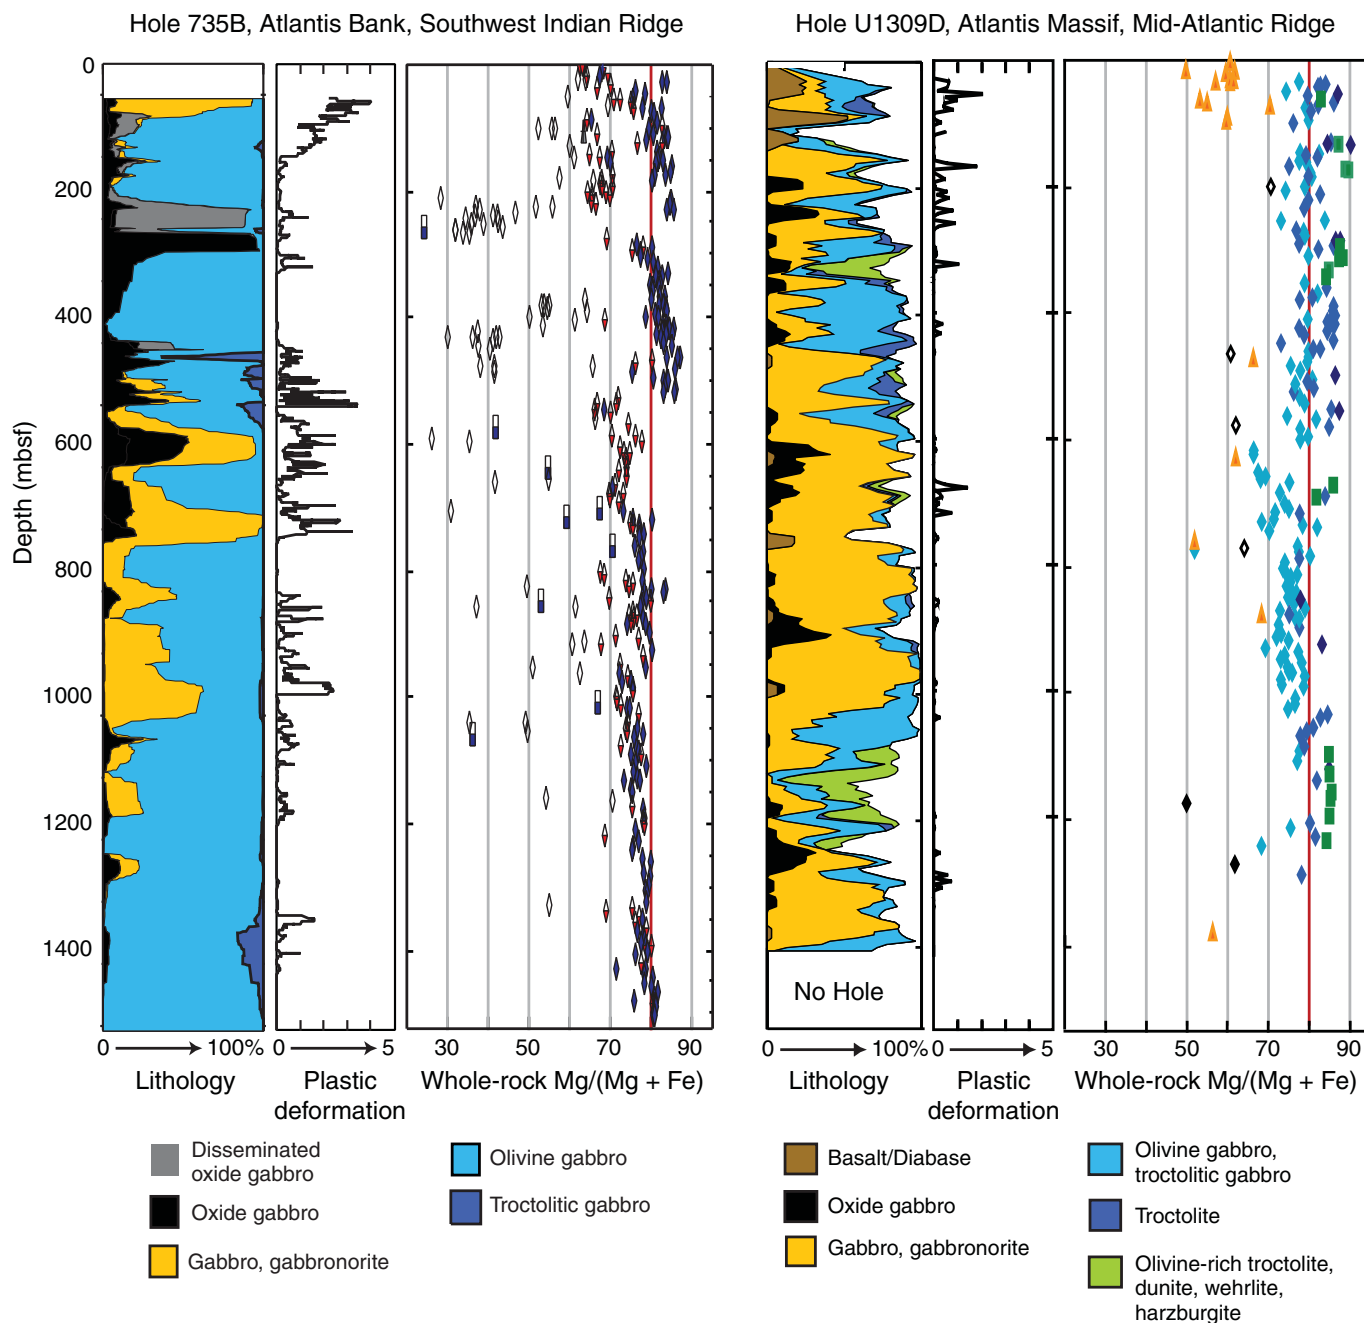 Hole 735B, Atlantis Bank, Southwest Indian Ridge
Hole U1309D, Atlantis Massif, Mid-Atlantic Ridge
Depth (mbsf)
0
200
400
600
800
1000
1200
1400
No Hole
0 100%
Lithology
0 5
Plastic
deformation
30 50 70 90
Whole-rock Mg/(Mg + Fe)
0 100%
Lithology
0 5
Plastic
deformation
30 50 70 90
Whole-rock Mg/(Mg + Fe)
Disseminated
oxide gabbro
Oxide gabbro
Gabbro, gabbronorite
Olivine gabbro
Troctolitic gabbro
Basalt/Diabase
Oxide gabbro
Gabbro, gabbronorite
Olivine gabbro,
troctolitic gabbro
Troctolite
Olivine-rich troctolite,
dunite, wehrlite,
harzburgite